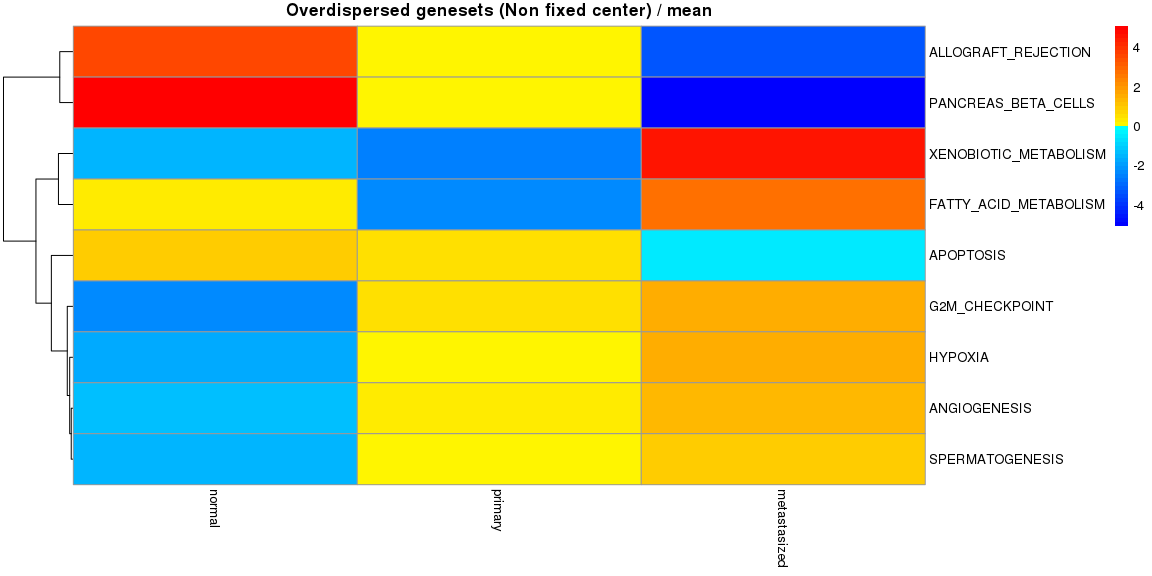 Overdispersed genesets (Non fixed center) / mean
ALLOGRAFT_REJECTION
PANCREAS_BETA_CELLS
XENOBIOTIC_METABOLISM
FATTY_ACID_METABOLISM
APOPTOSIS
G2M_CHECKPOINT
HYPOXIA
ANGIOGENESIS
SPERMATOGENESIS
4
2
0
-2
-4
normal
primary
metastasized